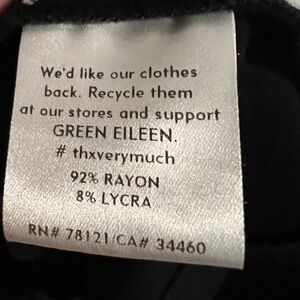 We'd like our clothes
back. Recycle them
at our stores and support
GREEN EILEEN.
# thxverymuch
92% RAYON
8% LYCRA
RN# 78121/CA# 34460